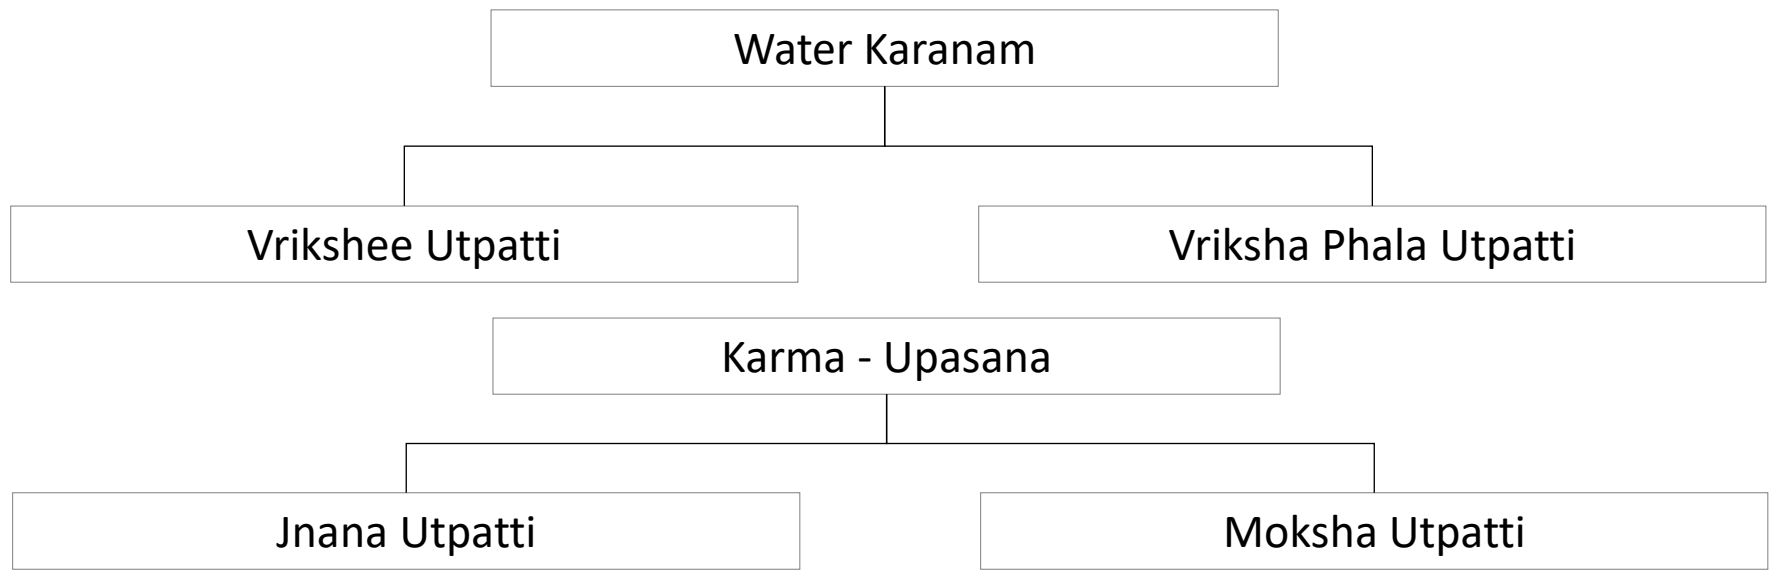 Water Karanam
Vrikshee Utpatti
Vriksha Phala Utpatti
Karma - Upasana
Jnana Utpatti
Moksha Utpatti